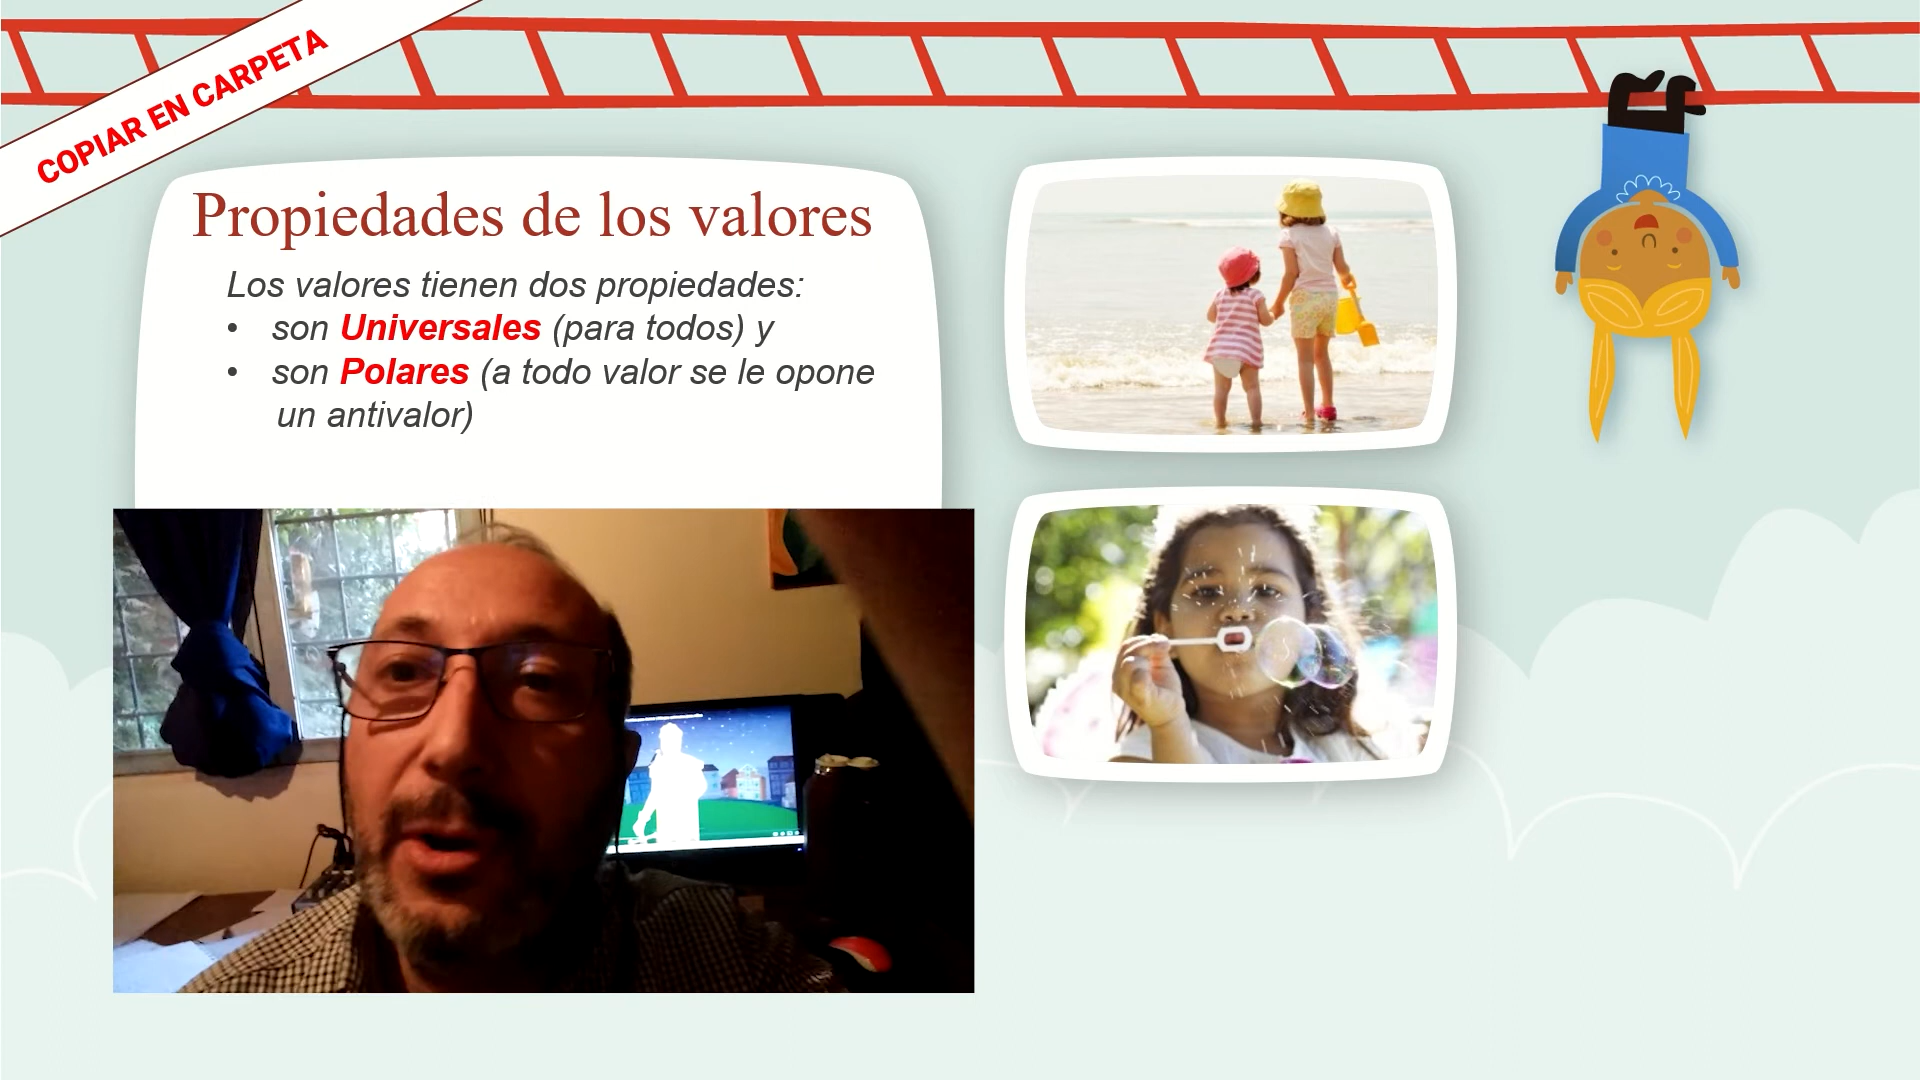 COPIAR EN CARPETA
Propiedades de los valores
Los valores tienen dos propiedades:
• son Universales (para todos) y
• son Polares (a todo valor se le opone
un antivalor)